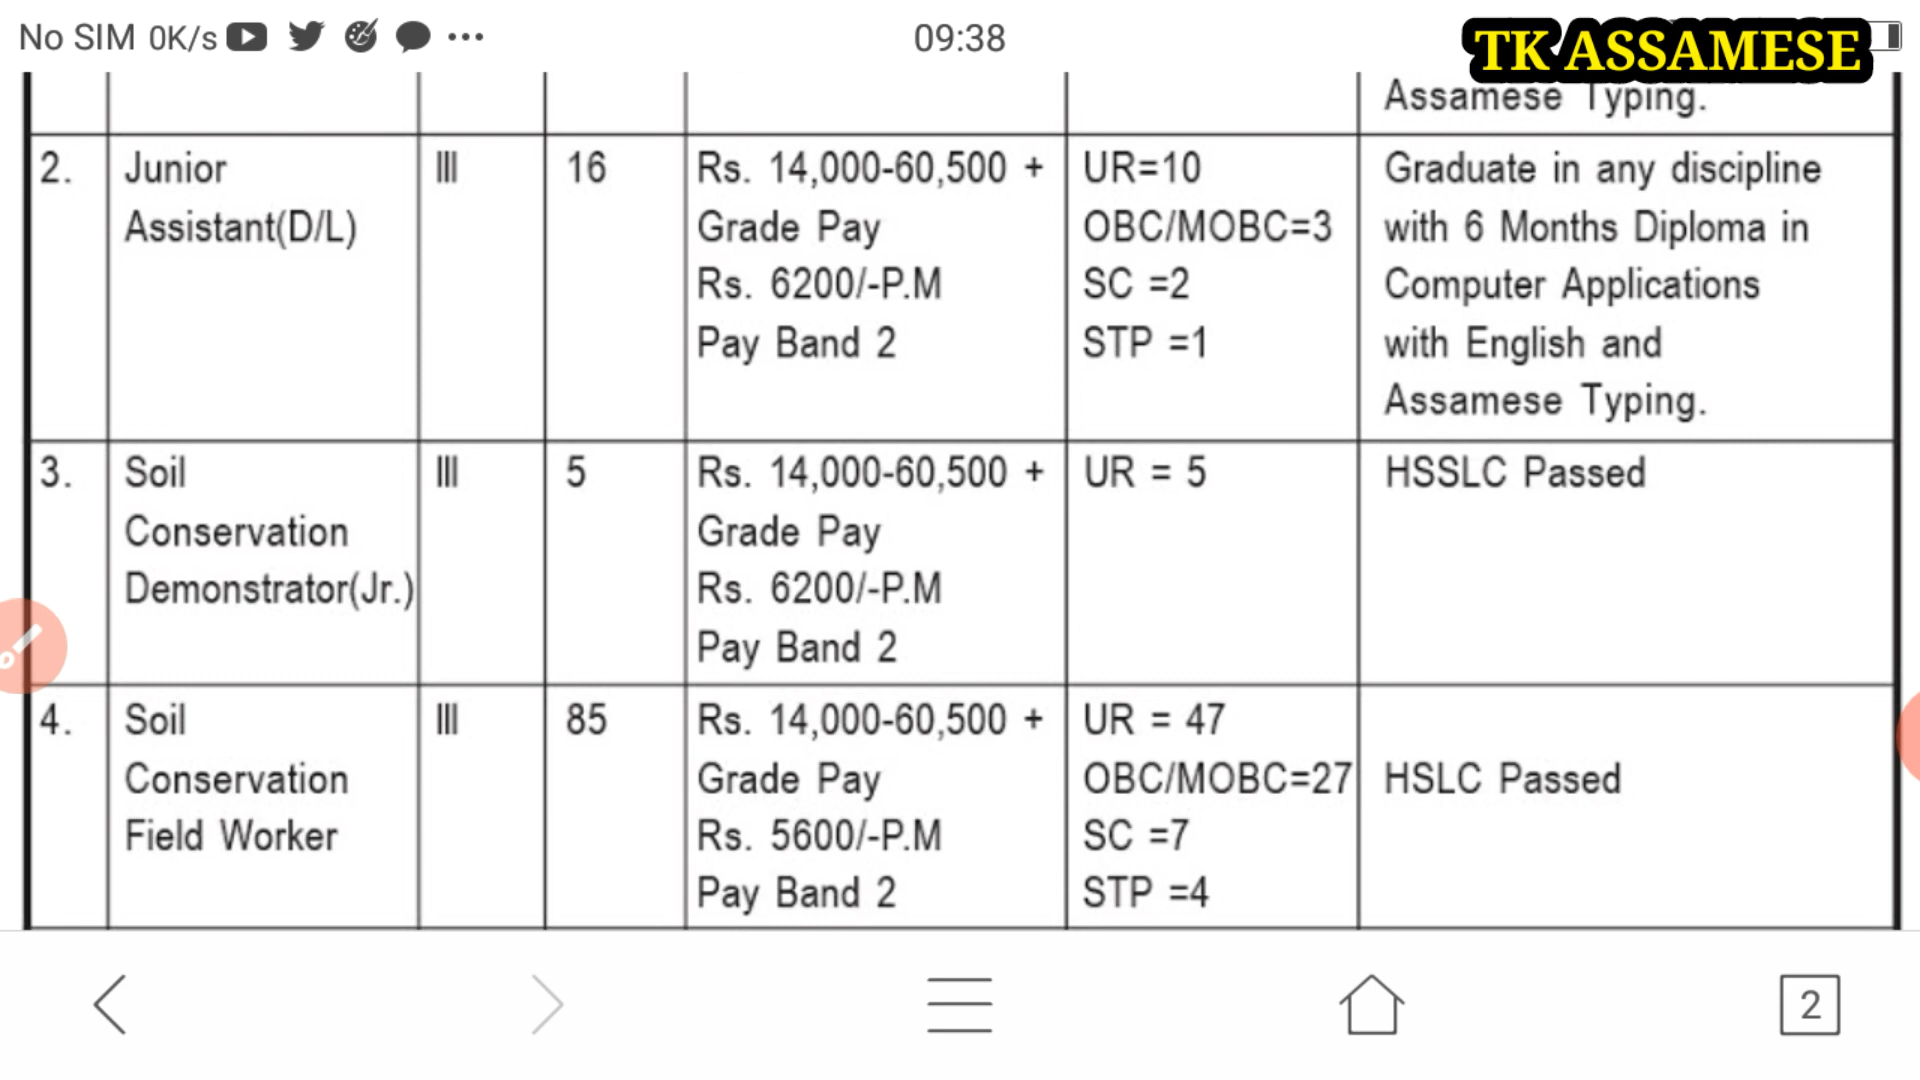 No SIM 0K/s
09:38
TK ASSAMESE
Assamese Typing.
2.
Junior
Assistant(D/L)
III
16
Rs. 14,000-60,500 +
Grade Pay
Rs. 6200/-P.M
Pay Band 2
UR=10
OBC/MOBC=3
SC =2
STP =1
Graduate in any discipline
with 6 Months Diploma in
Computer Applications
with English and
Assamese Typing.
3.
Soil
Conservation
Demonstrator(Jr.)
III
5
Rs. 14,000-60,500 +
Grade Pay
Rs. 6200/-P.M
Pay Band 2
UR = 5
HSSLC Passed
4.
Soil
Conservation
Field Worker
III
85
Rs. 14,000-60,500 +
Grade Pay
Rs. 5600/-P.M
Pay Band 2
UR = 47
OBC/MOBC=27
SC =7
STP =4
HSLC Passed
2